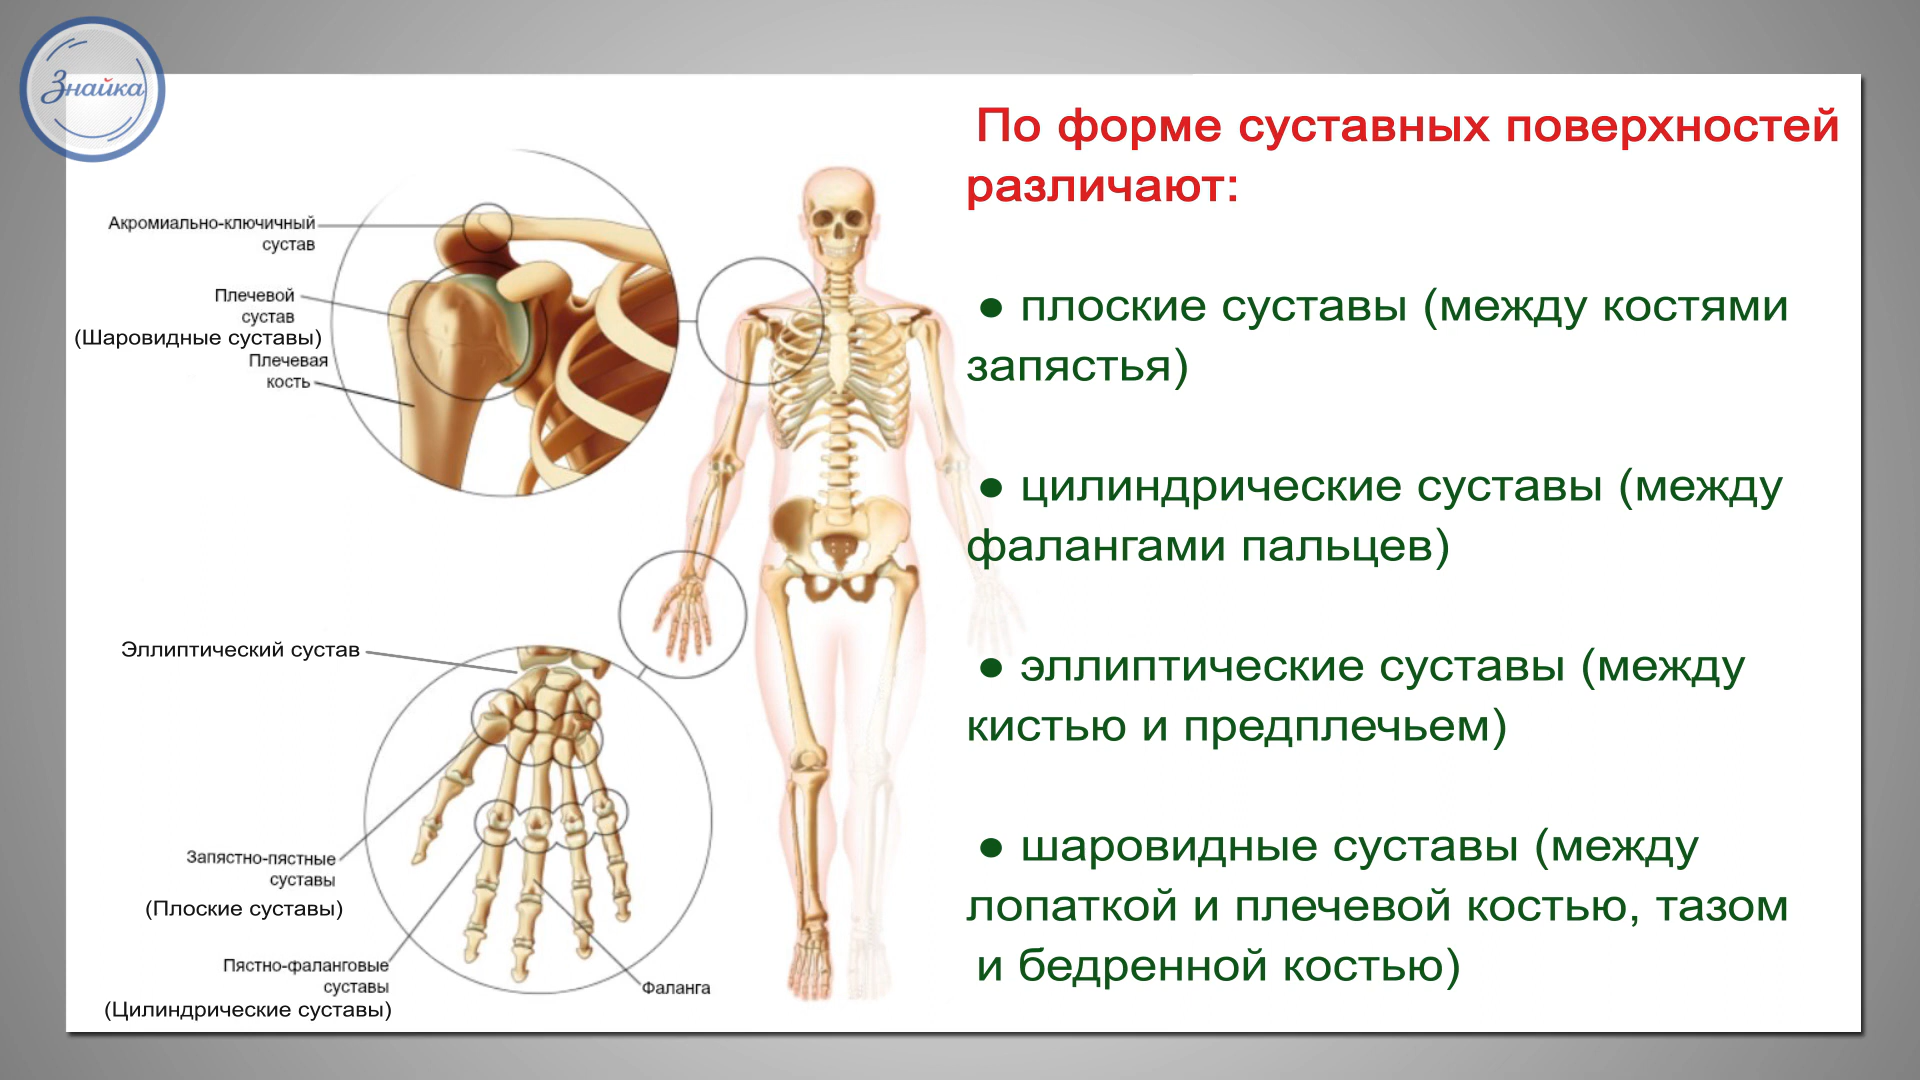 Знайка
По форме суставных поверхностей
различают:
● плоские суставы (между костями
запястья)
● цилиндрические суставы (между
фалангами пальцев)
● эллиптические суставы (между
кистью и предплечьем)
● шаровидные суставы (между
лопаткой и плечевой костью, тазом
и бедренной костью)
Акромиально-ключичный
сустав
Плечевой
сустав
(Шаровидные суставы)
Плечевая
кость
Эллиптический сустав
Запястно-пястные
суставы
(Плоские суставы)
Пястно-фаланговые
суставы
(Цилиндрические суставы)
Фаланга